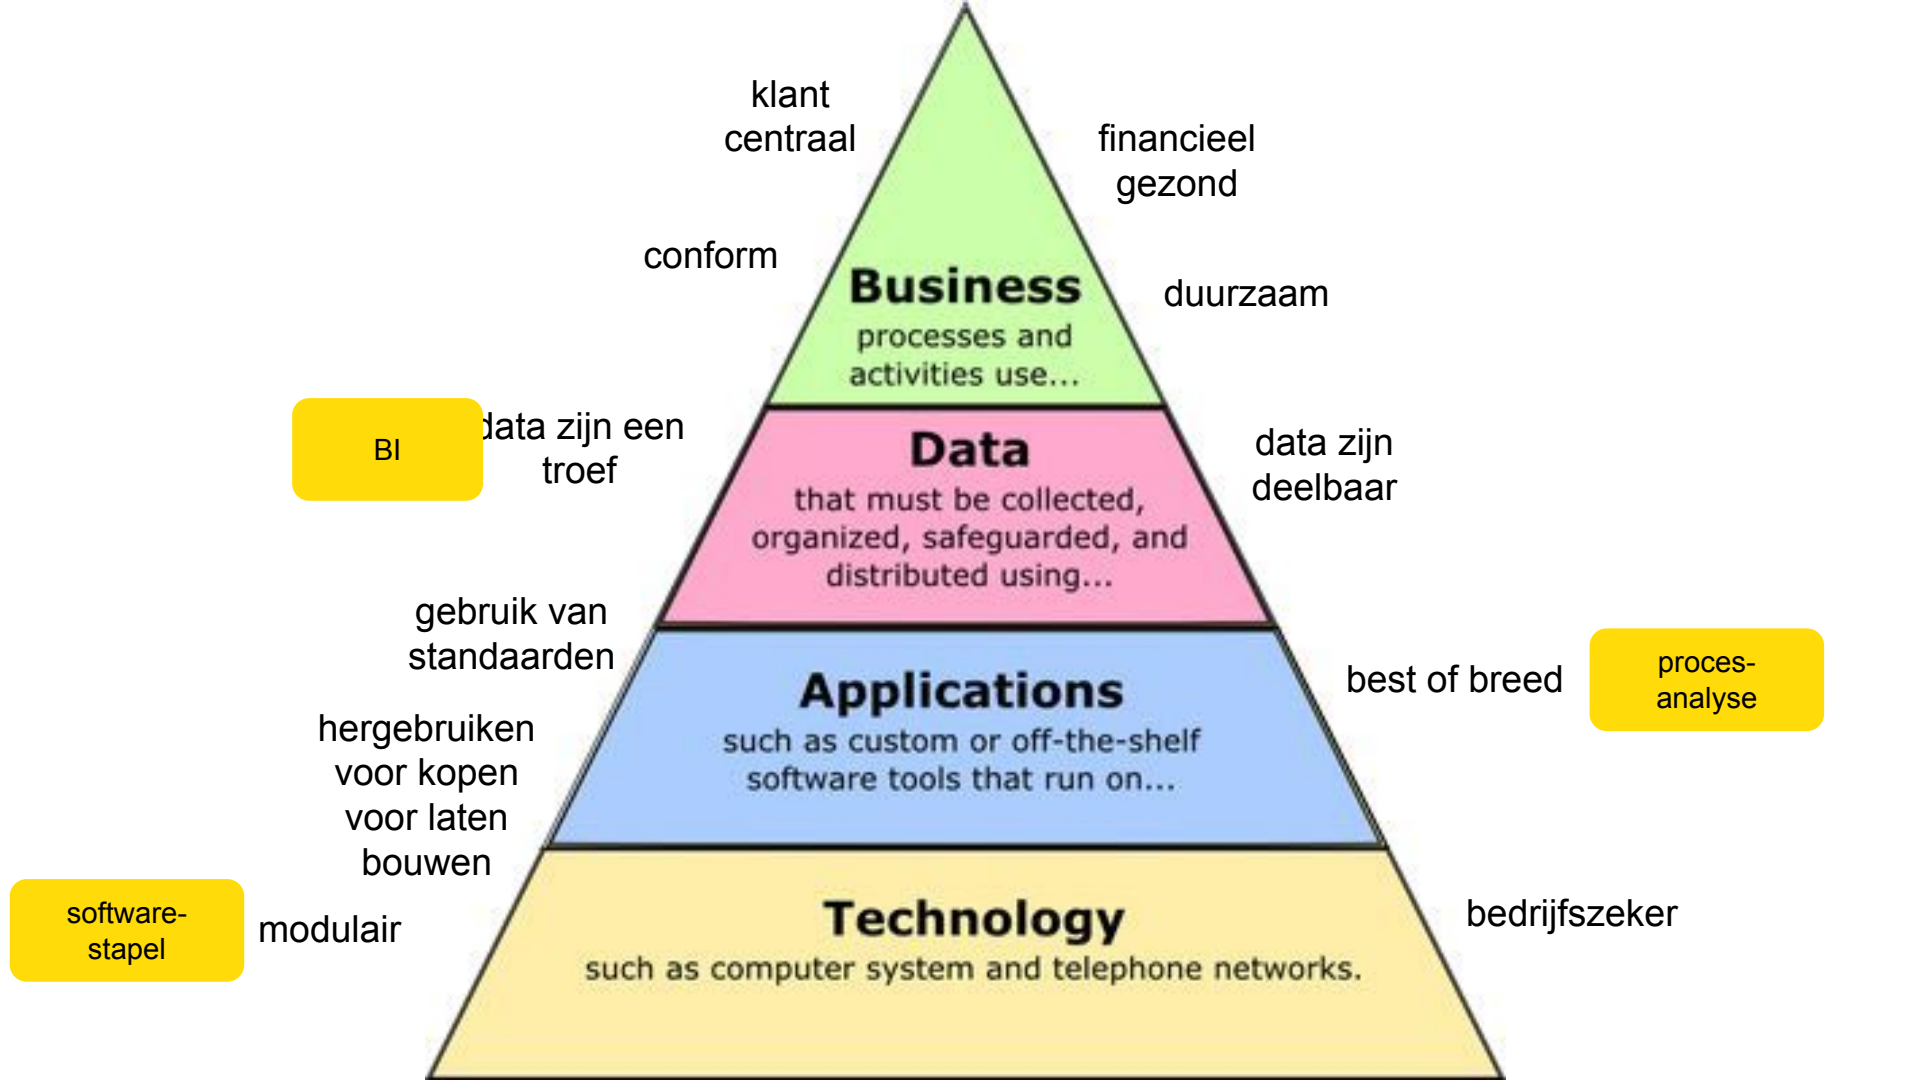 klant
centraal
financieel
gezond
conform
duurzaam
Business
processes and
activities use...
BI
data zijn een
troef
data zijn
deelbaar
Data
that must be collected,
organized, safeguarded, and
distributed using...
gebruik van
standaarden
best of breed
proces-
analyse
Applications
such as custom or off-the-shelf
software tools that run on...
hergebruiken
voor kopen
voor laten
bouwen
software-
stapel
modulair
bedrijfszeker
Technology
such as computer system and telephone networks.